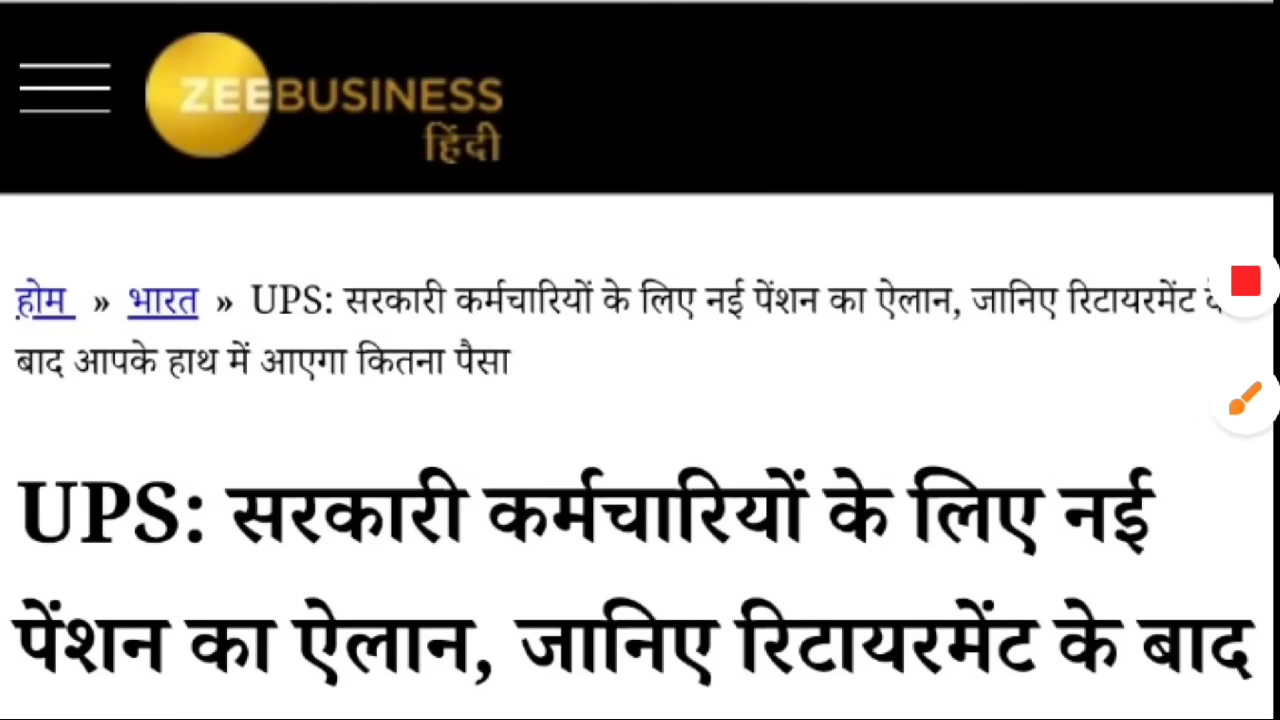 ZEEBUSINESS
हिंदी
होम » भारत » UPS: सरकारी कर्मचारियों के लिए नई पेंशन का ऐलान, जानिए रिटायरमेंट
बाद आपके हाथ में आएगा कितना पैसा
UPS: सरकारी कर्मचारियों के लिए नई
पेंशन का ऐलान, जानिए रिटायरमेंट के बाद